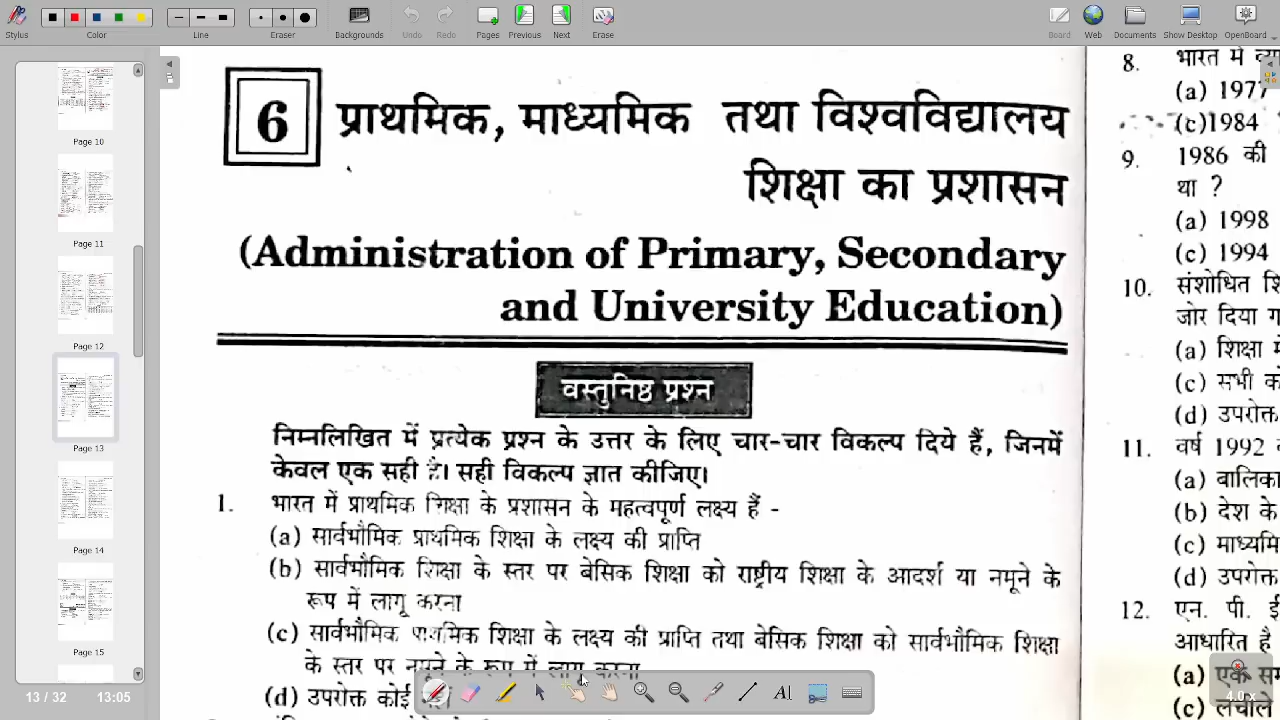 Stylus
Color
Line
Eraser
Backgrounds
Undo
Redo
Pages
Previous
Next
Erase
Board
Web
Documents
Show Desktop
OpenBoard
Page 10
Page 11
Page 12
Page 13
Page 14
Page 15
13 / 32
13:05
6
प्राथमिक, माध्यमिक तथा विश्वविद्यालय
शिक्षा का प्रशासन
(Administration of Primary, Secondary
and University Education)
वस्तुनिष्ठ प्रश्न
निम्नलिखित में प्रत्येक प्रश्न के उत्तर के लिए चार-चार विकल्प दिये हैं, जिनमें
केवल एक सही है। सही विकल्प ज्ञात कीजिए।
1. भारत में प्राथमिक शिक्षा के प्रशासन के महत्वपूर्ण लक्ष्य हैं -
(a) सार्वभौमिक प्राथमिक शिक्षा के लक्ष्य की प्राप्ति
(b) सार्वभौमिक शिक्षा के स्तर पर बेसिक शिक्षा को राष्ट्रीय शिक्षा के आदर्श या नमूने के
रूप में लागू करना
(c) सार्वभौमिक प्राथमिक शिक्षा के लक्ष्य की प्राप्ति तथा बेसिक शिक्षा को सार्वभौमिक शिक्षा
के स्तर पर नमूने के रूप में लागू करना
(d) उपरोक्त कोई
8. भारत में
(a) 1977
(c) 1984
9. 1986 की
था ?
(a) 1998
(c) 1994
10. संशोधित
जोर दिया
(a) शिक्षा
(c) सभी
(d) उपरोक्त
11. वर्ष 1992
(a) बालिका
(b) देश के
(c)
(d) उपरोक्त
12. एन. पी.
आधारित है
(a) एक
(c) लचीले
4.0 x